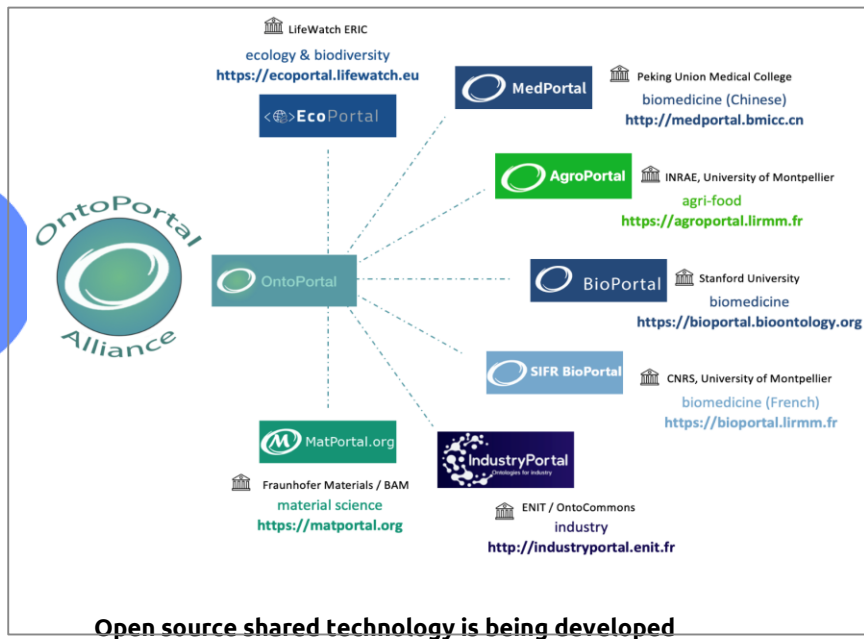 LifeWatch ERIC
ecology & biodiversity
https://ecoportal.lifewatch.eu
<>EcoPortal
MedPortal
Peking Union Medical College
biomedicine (Chinese)
http://medportal.bmicc.cn
AgroPortal
INRAE, University of Montpellier
agri-food
https://agroportal.lirmm.fr
OntoPortal
Alliance
OntoPortal
BioPortal
Stanford University
biomedicine
https://bioportal.bioontology.org
SIFR BioPortal
CNRS, University of Montpellier
biomedicine (French)
https://bioportal.lirmm.fr
M MatPortal.org
Fraunhofer Materials / BAM
material science
https://matportal.org
IndustryPortal
Ontologies for industry
ENIT / OntoCommons
industry
http://industryportal.enit.fr
Open source shared technology is being developed